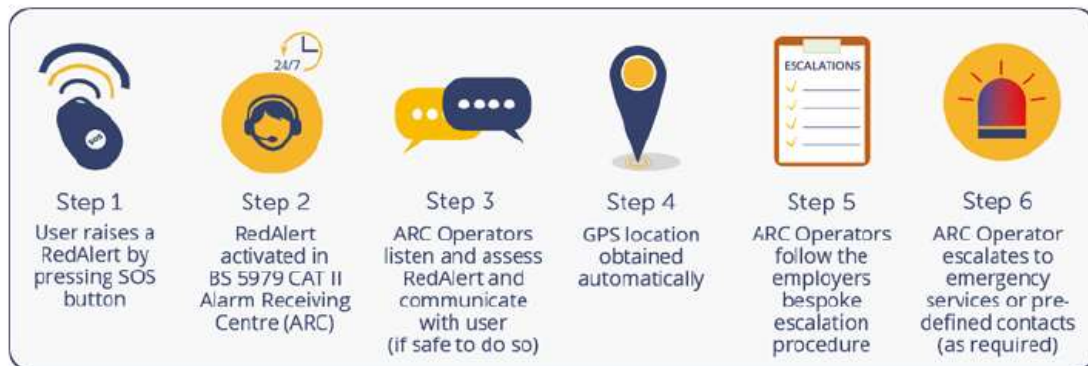 SOS
24/7
ESCALATIONS
Step 1
User raises a
RedAlert by
pressing SOS
button
Step 2
RedAlert
activated in
BS 5979 CAT II
Alarm Receiving
Centre (ARC)
Step 3
ARC Operators
listen and assess
RedAlert and
communicate
with user
(if safe to do so)
Step 4
GPS location
obtained
automatically
Step 5
ARC Operators
follow the
employers
bespoke
escalation
procedure
Step 6
ARC Operator
escalates to
emergency
services or pre-
defined contacts
(as required)